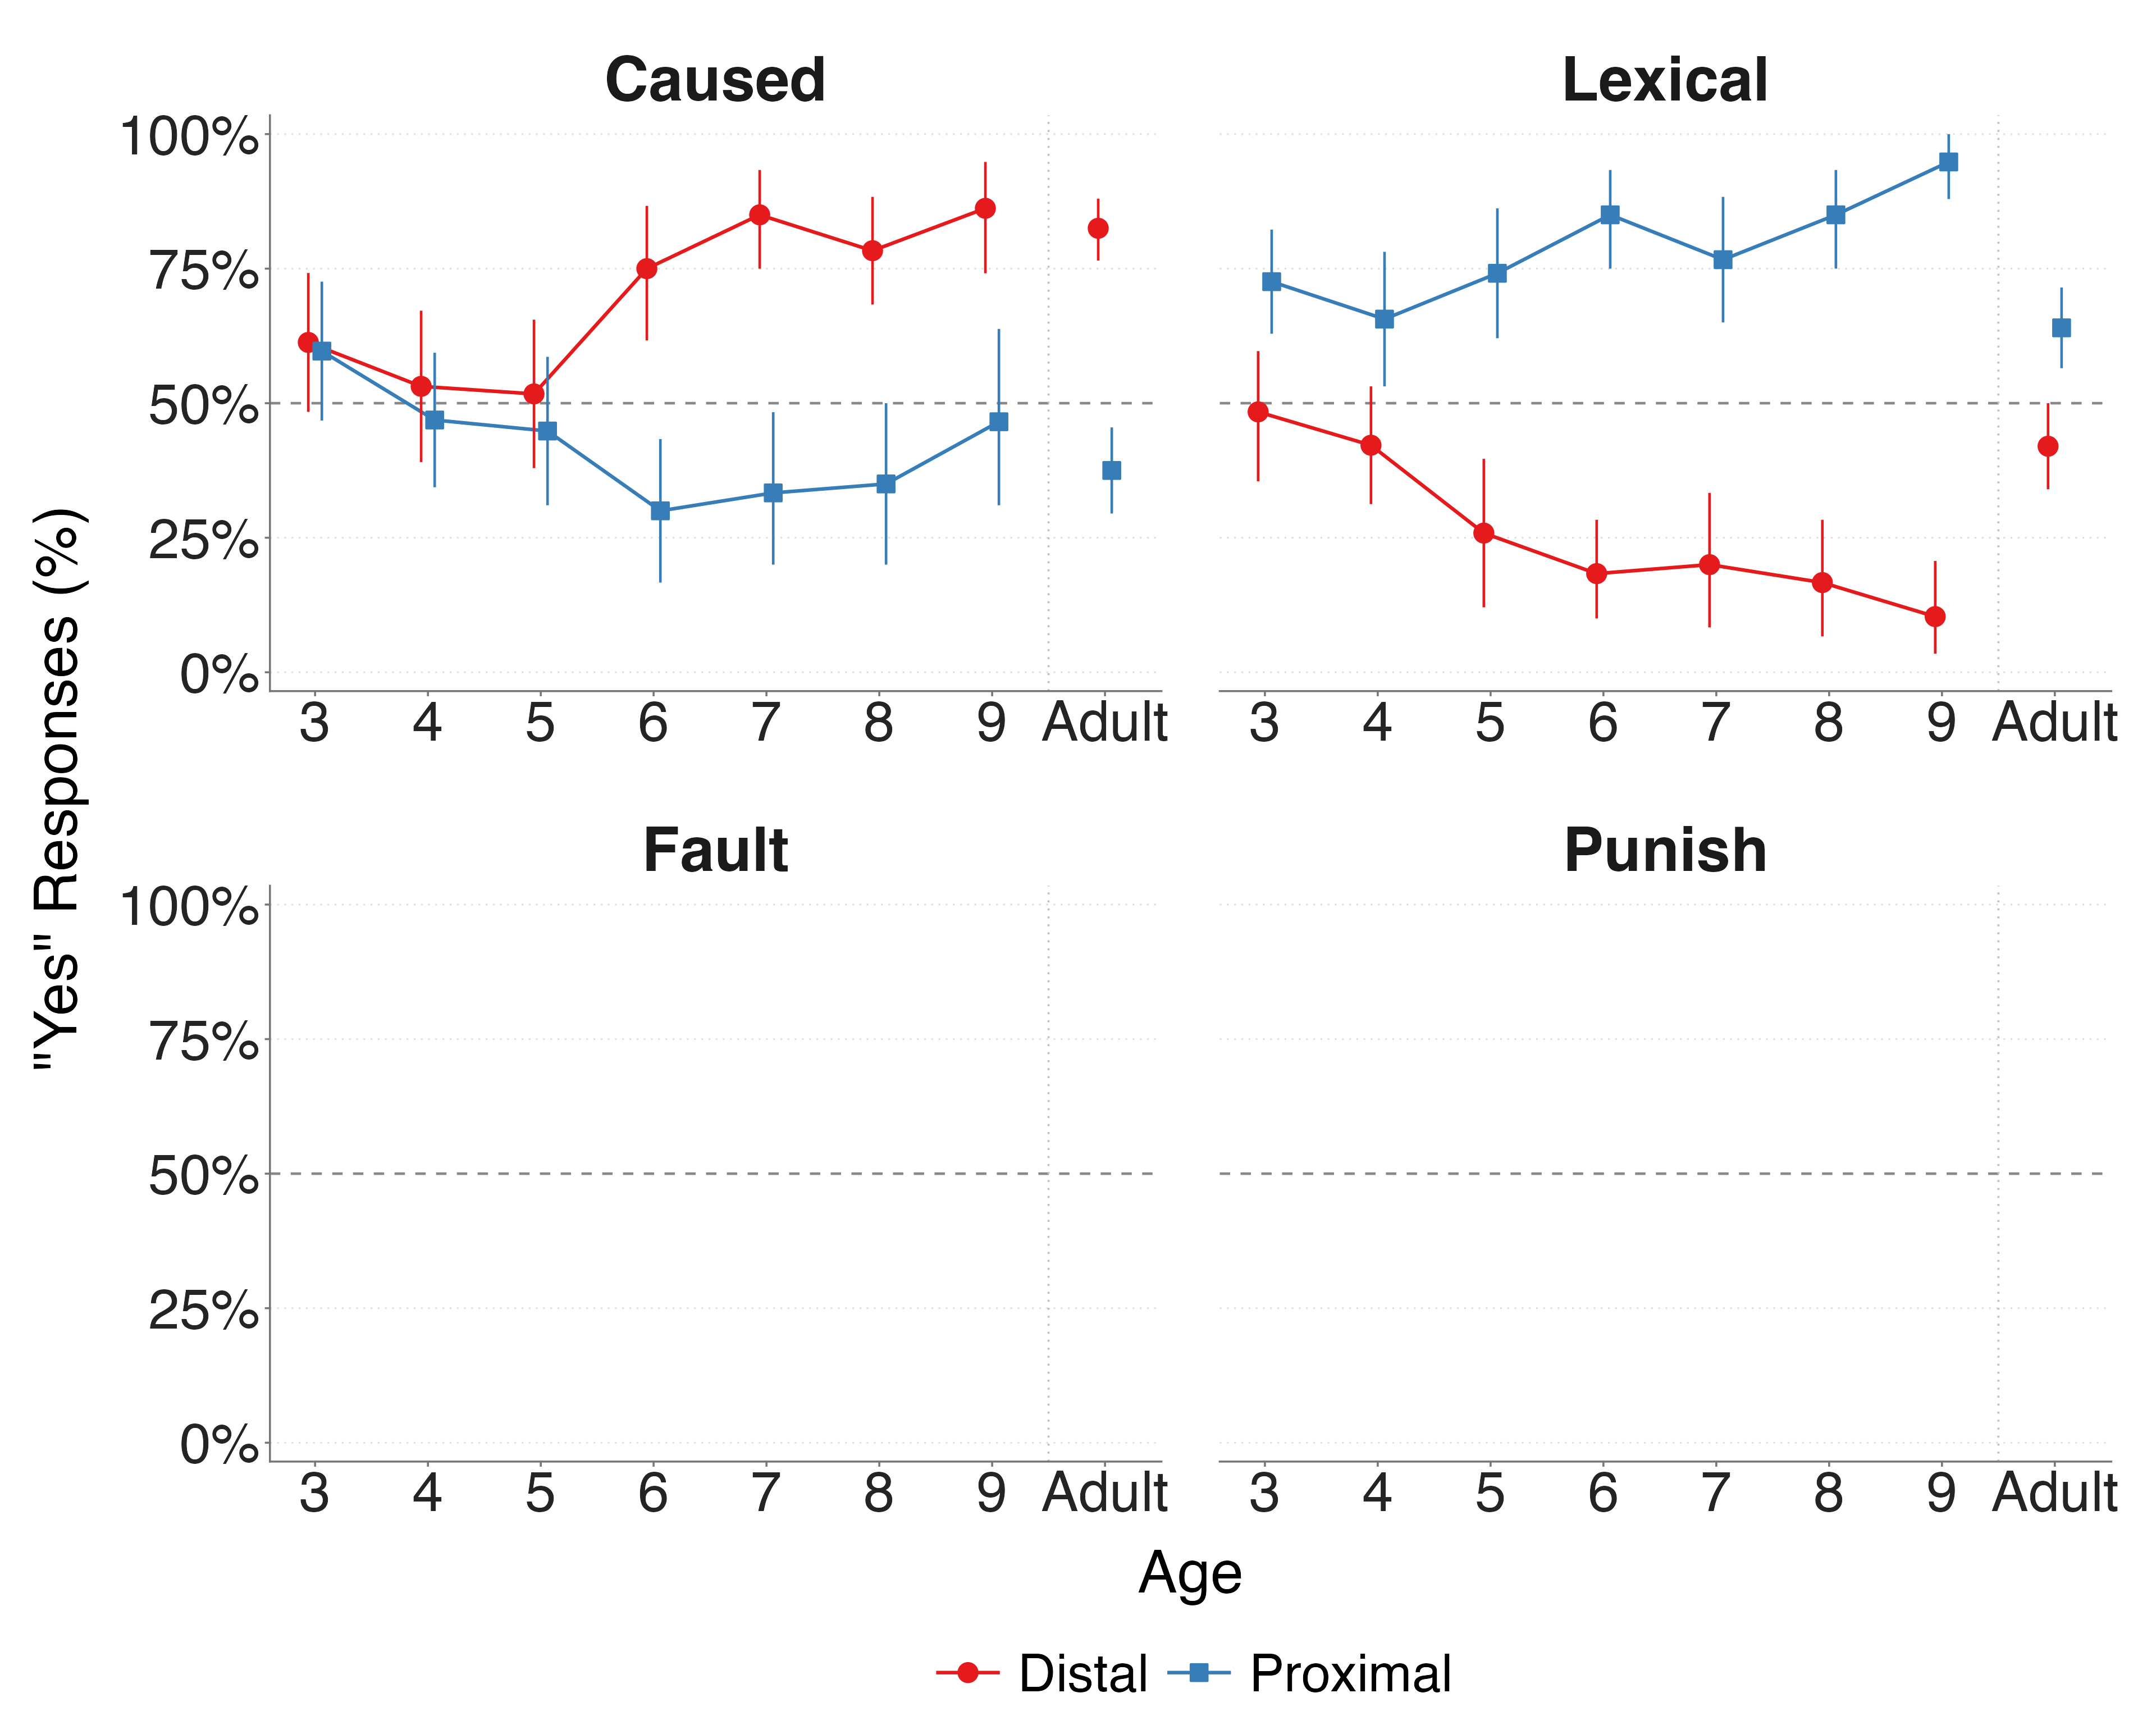 Caused
Lexical
100%
75%
50%
25%
0%
3 4 5 6 7 8 9 Adult
3 4 5 6 7 8 9 Adult
"Yes" Responses (%)
Fault
Punish
100%
75%
50%
25%
0%
3 4 5 6 7 8 9 Adult
3 4 5 6 7 8 9 Adult
Age
Distal
Proximal